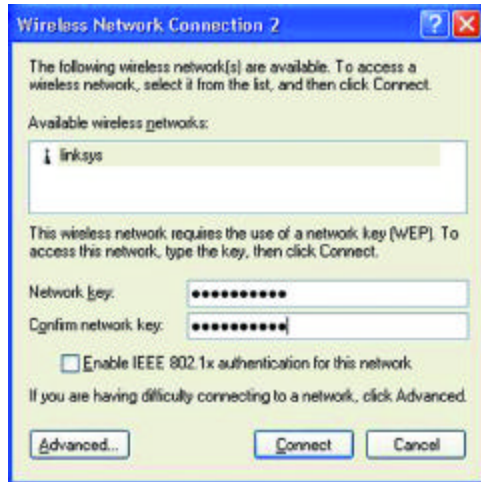 Wireless Network Connection 2
The following wireless network(s) are available. To access a
wireless network, select it from the list, and then click Connect.
Available wireless networks:
linksys
This wireless network requires the use of a network key (WEP). To
access this network, type the key, then click Connect.
Network key: ••••••••••
Confirm network key: ••••••••••
Enable IEEE 802.1x authentication for this network
If you are having difficulty connecting to a network, click Advanced.
Advanced... Connect Cancel